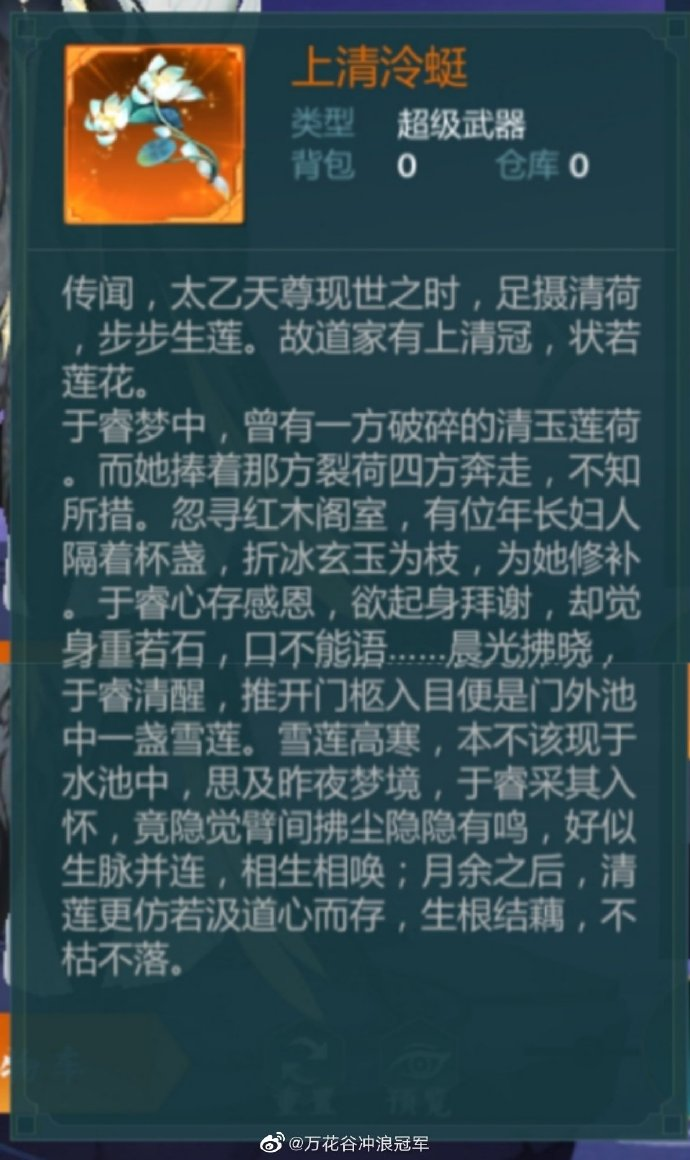 上清泠蜓
类型 超级武器
背包 0 仓库 0
传闻，太乙天尊现世之时，足摄清荷
，步步生莲。故道家有上清冠，状若
莲花。
于睿梦中，曾有一方破碎的清玉莲荷
。而她捧着那方裂荷四方奔走，不知
所措。忽寻红木阁室，有位年长妇人
隔着杯盏，折冰玄玉为枝，为她修补
。于睿心存感恩，欲起身拜谢，却觉
身重若石，口不能语......晨光拂晓，
于睿清醒，推开门柩入目便是门外池
中一盏雪莲。雪莲高寒，本不该现于
水池中，思及昨夜梦境，于睿采其入
怀，竟隐觉臂间拂尘隐隐有鸣，好似
生脉并连，相生相唤；月余之后，清
莲更仿若汲道心而存，生根结藕，不
枯不落。
重置 预览
@万花谷冲浪冠军